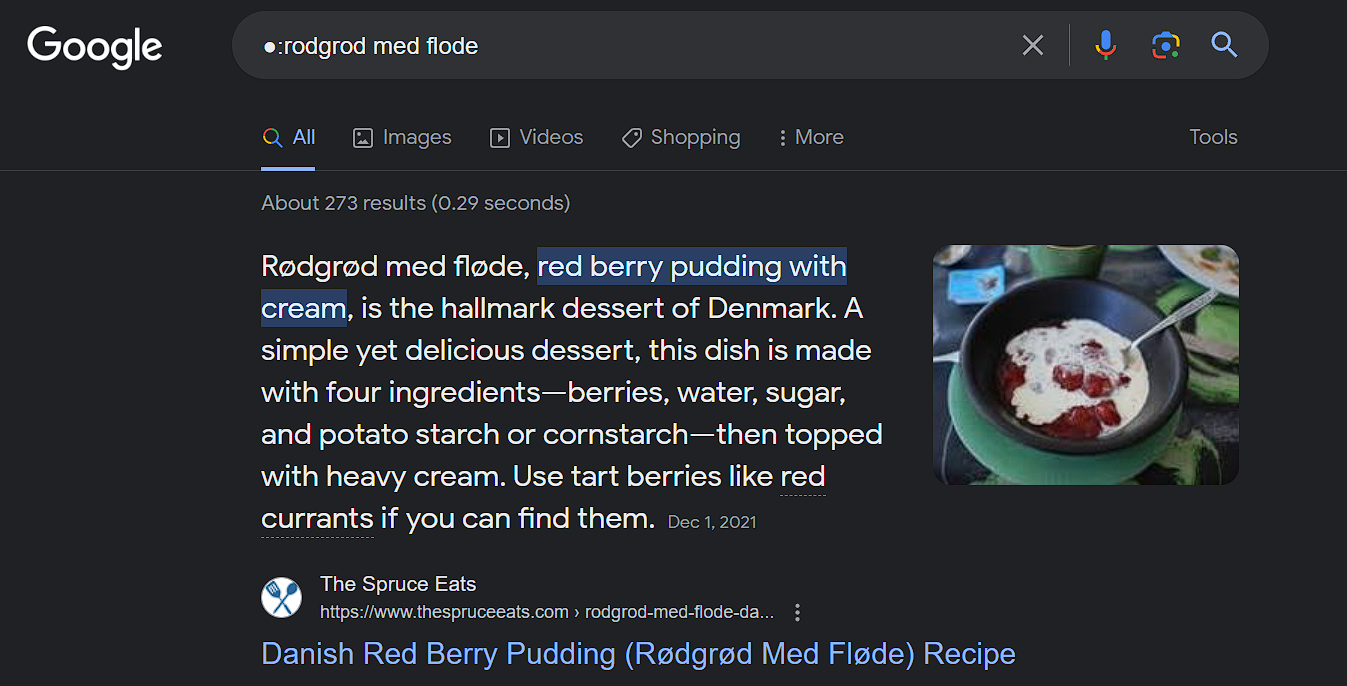 Google
●:rodgrod med flode
All Images Videos Shopping More Tools
About 273 results (0.29 seconds)
Rødgrød med fløde, red berry pudding with
cream, is the hallmark dessert of Denmark. A
simple yet delicious dessert, this dish is made
with four ingredients—berries, water, sugar,
and potato starch or cornstarch—then topped
with heavy cream. Use tart berries like red
currants if you can find them. Dec 1, 2021
The Spruce Eats
https://www.thespruceeats.com › rodgrod-med-flode-da...
Danish Red Berry Pudding (Rødgrød Med Fløde) Recipe